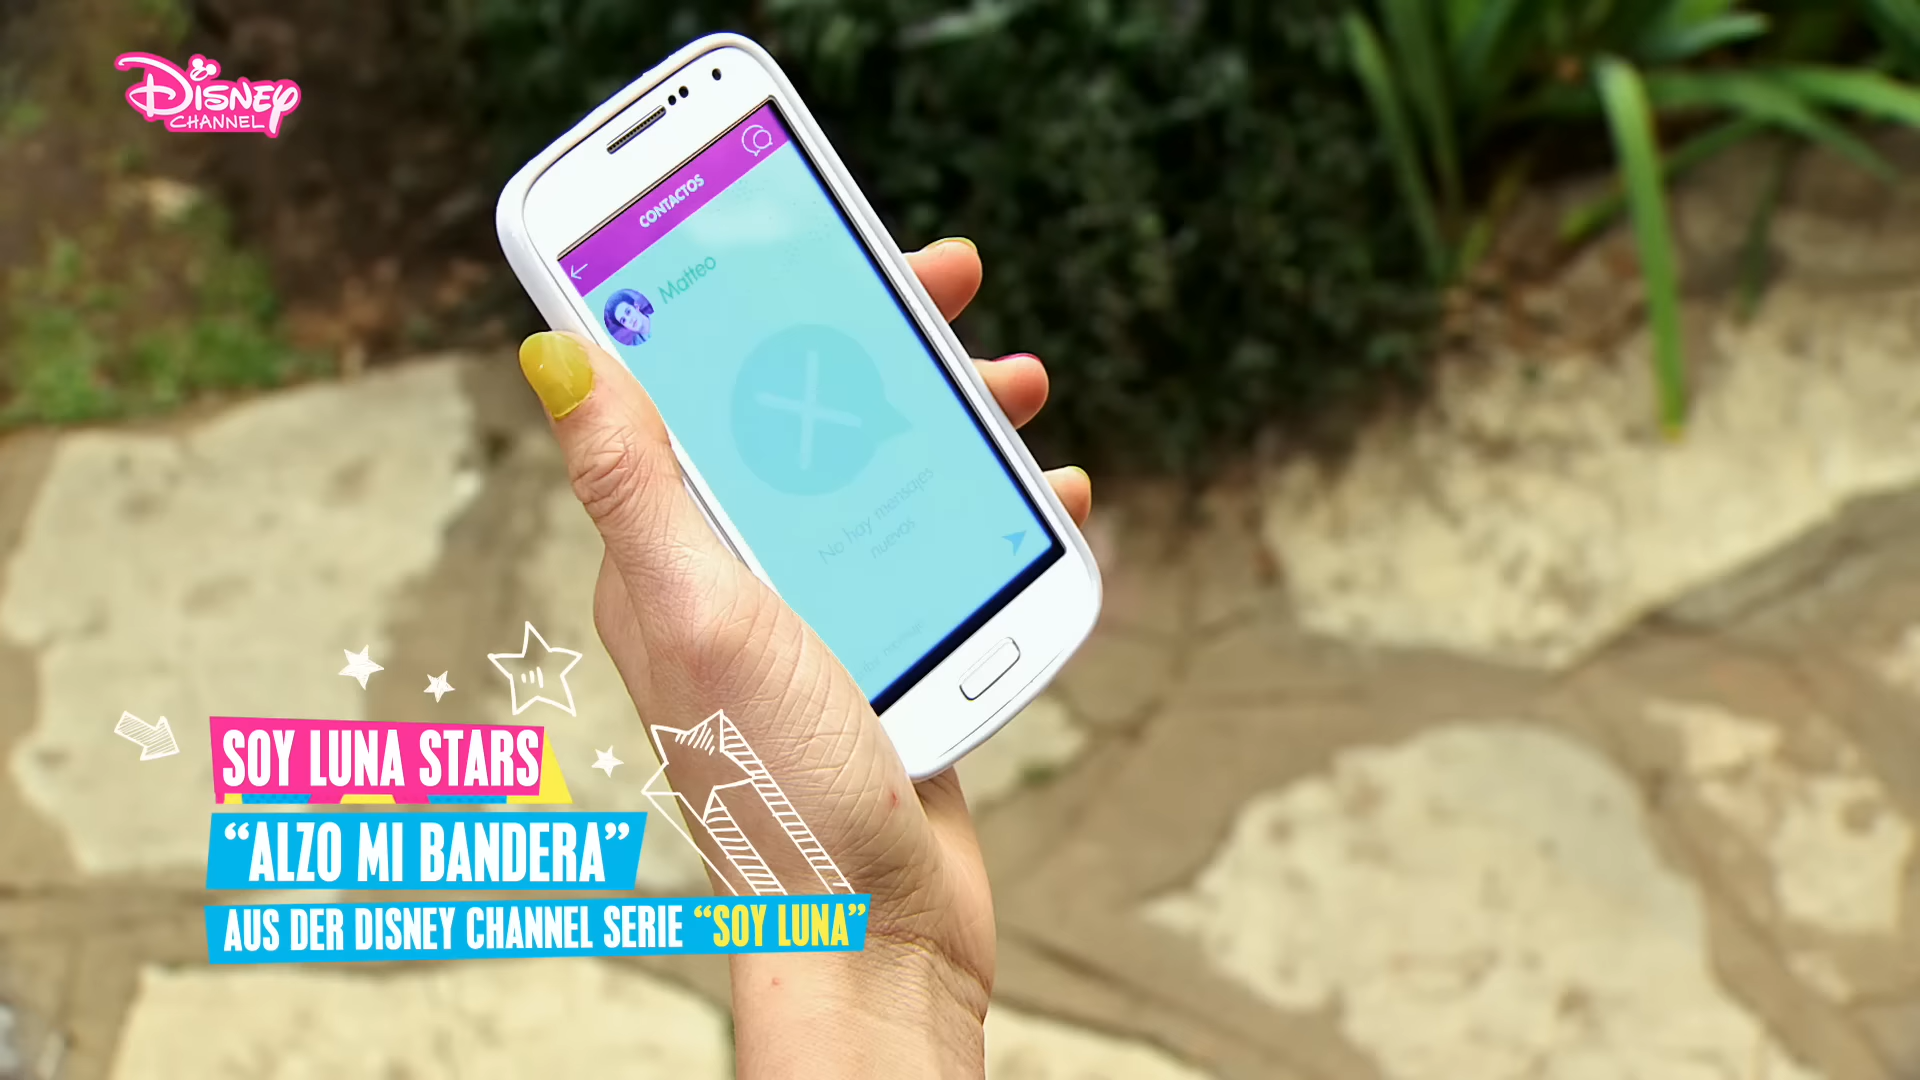 Disney
CHANNEL
CONTACTOS
Matteo
No hay mensajes
nuevos
SOY LUNA STARS
“ALZO MI BANDERA”
AUS DER DISNEY CHANNEL SERIE “SOY LUNA”